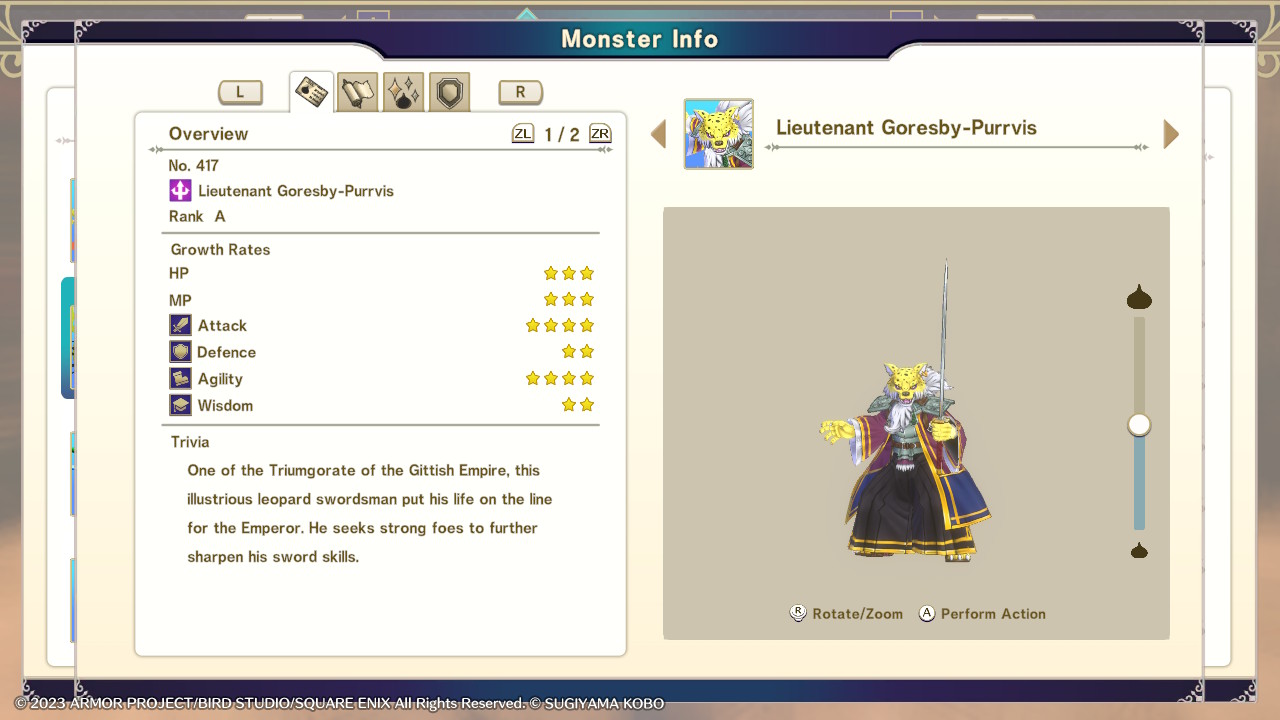 Monster Info
L
R
Overview
ZL 1 / 2 ZR
No. 417
Lieutenant Goresby-Purrvis
Rank A
Growth Rates
HP
MP
Attack
Defence
Agility
Wisdom
Trivia
One of the Triumgorate of the Gittish Empire, this
illustrious leopard swordsman put his life on the line
for the Emperor. He seeks strong foes to further
sharpen his sword skills.
Lieutenant Goresby-Purrvis
R Rotate/Zoom A Perform Action
© 2023 ARMOR PROJECT/BIRD STUDIO/SQUARE ENIX All Rights Reserved. © SUGIYAMA KOBO